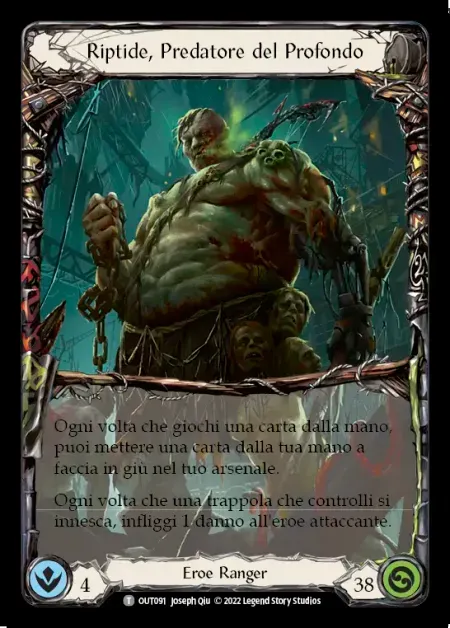 Riptide, Predatore del Profondo
Ogni volta che giochi una carta dalla mano,
puoi mettere una carta dalla tua mano a
faccia in giù nel tuo arsenale.
Ogni volta che una trappola che controlli si
innesca, infliggi 1 danno all'eroe attaccante.
4
Eroe Ranger
38
T OUT091 Joseph Qiu © 2022 Legend Story Studios